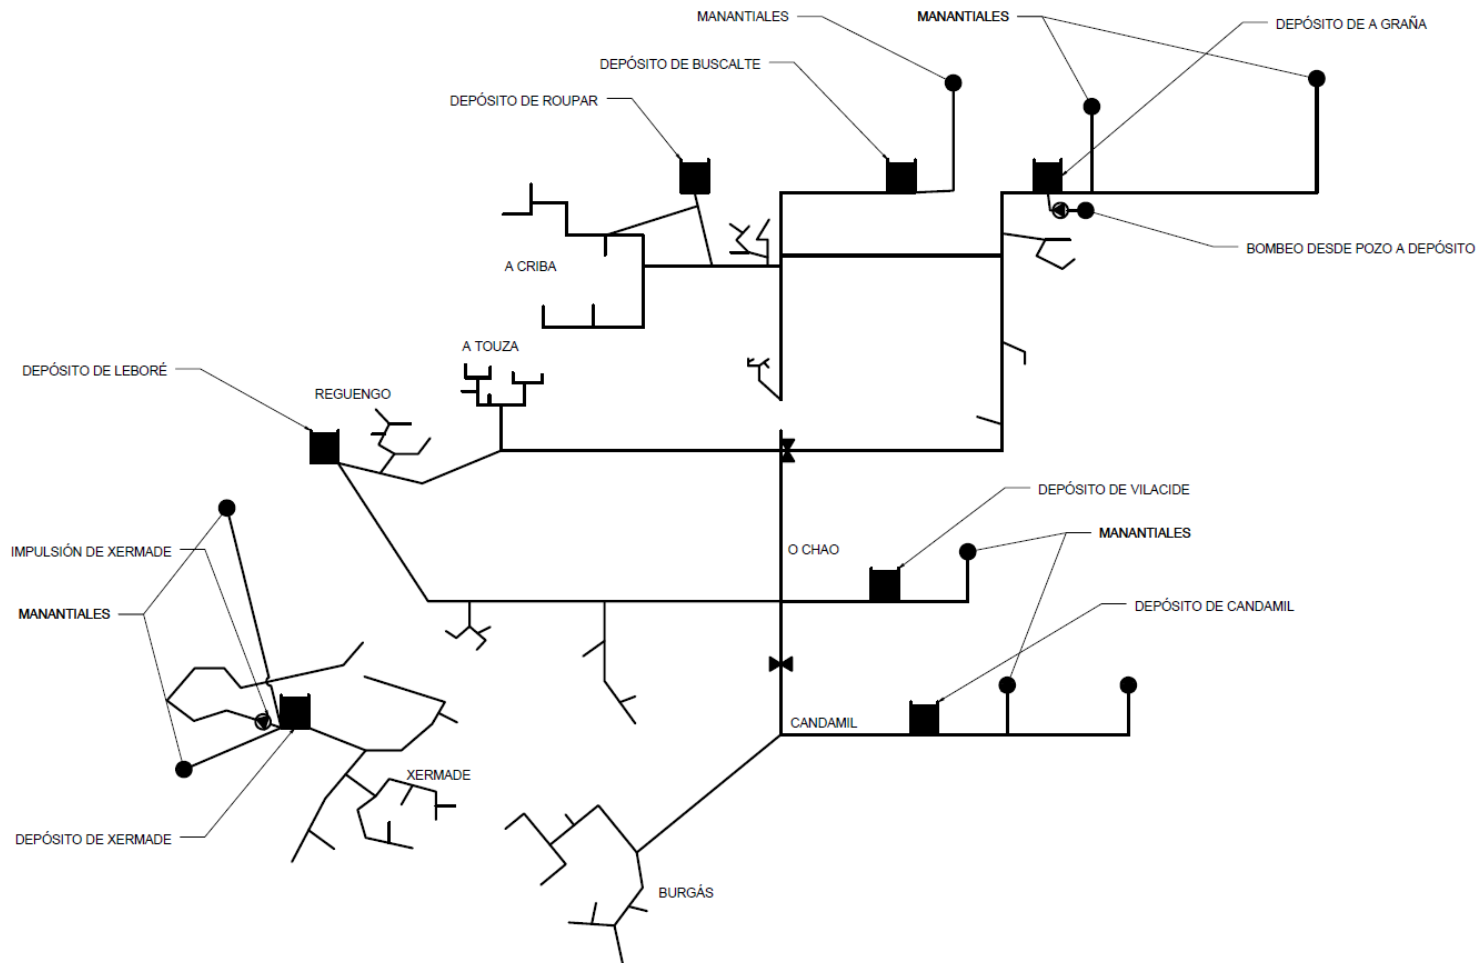 MANANTIALES
MANANTIALES
DEPÓSITO DE A GRAÑA
DEPÓSITO DE BUSCALTE
DEPÓSITO DE ROUPAR
BOMBEO DESDE POZO A DEPÓSITO
A CRIBA
A TOUZA
DEPÓSITO DE LEBORÉ
REGUENGO
DEPÓSITO DE VILACIDE
MANANTIALES
IMPULSIÓN DE XERMADE
O CHAO
MANANTIALES
DEPÓSITO DE CANDAMIL
CANDAMIL
XERMADE
DEPÓSITO DE XERMADE
BURGÁS